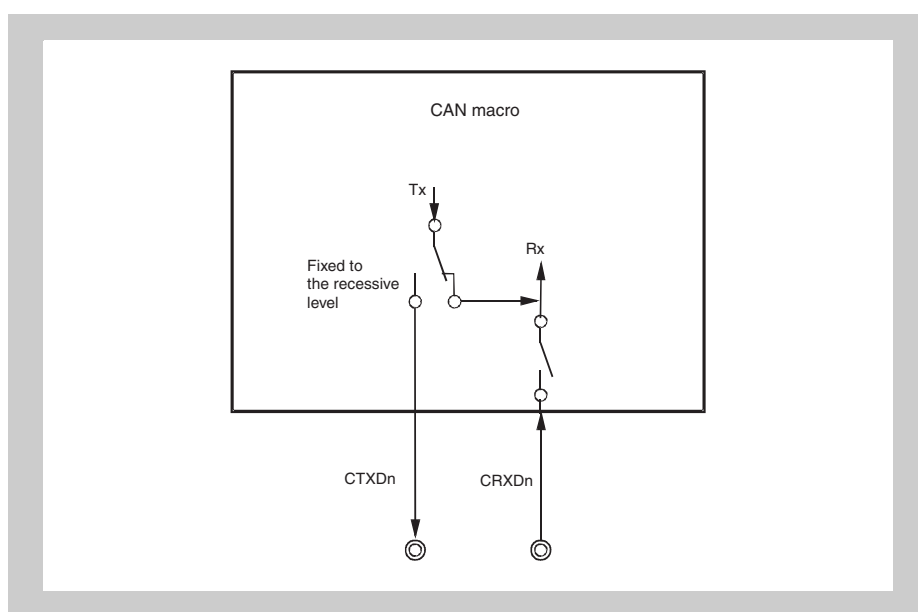 CAN macro
Tx
Rx
Fixed to
the recessive
level
CTXDn
CRXDn